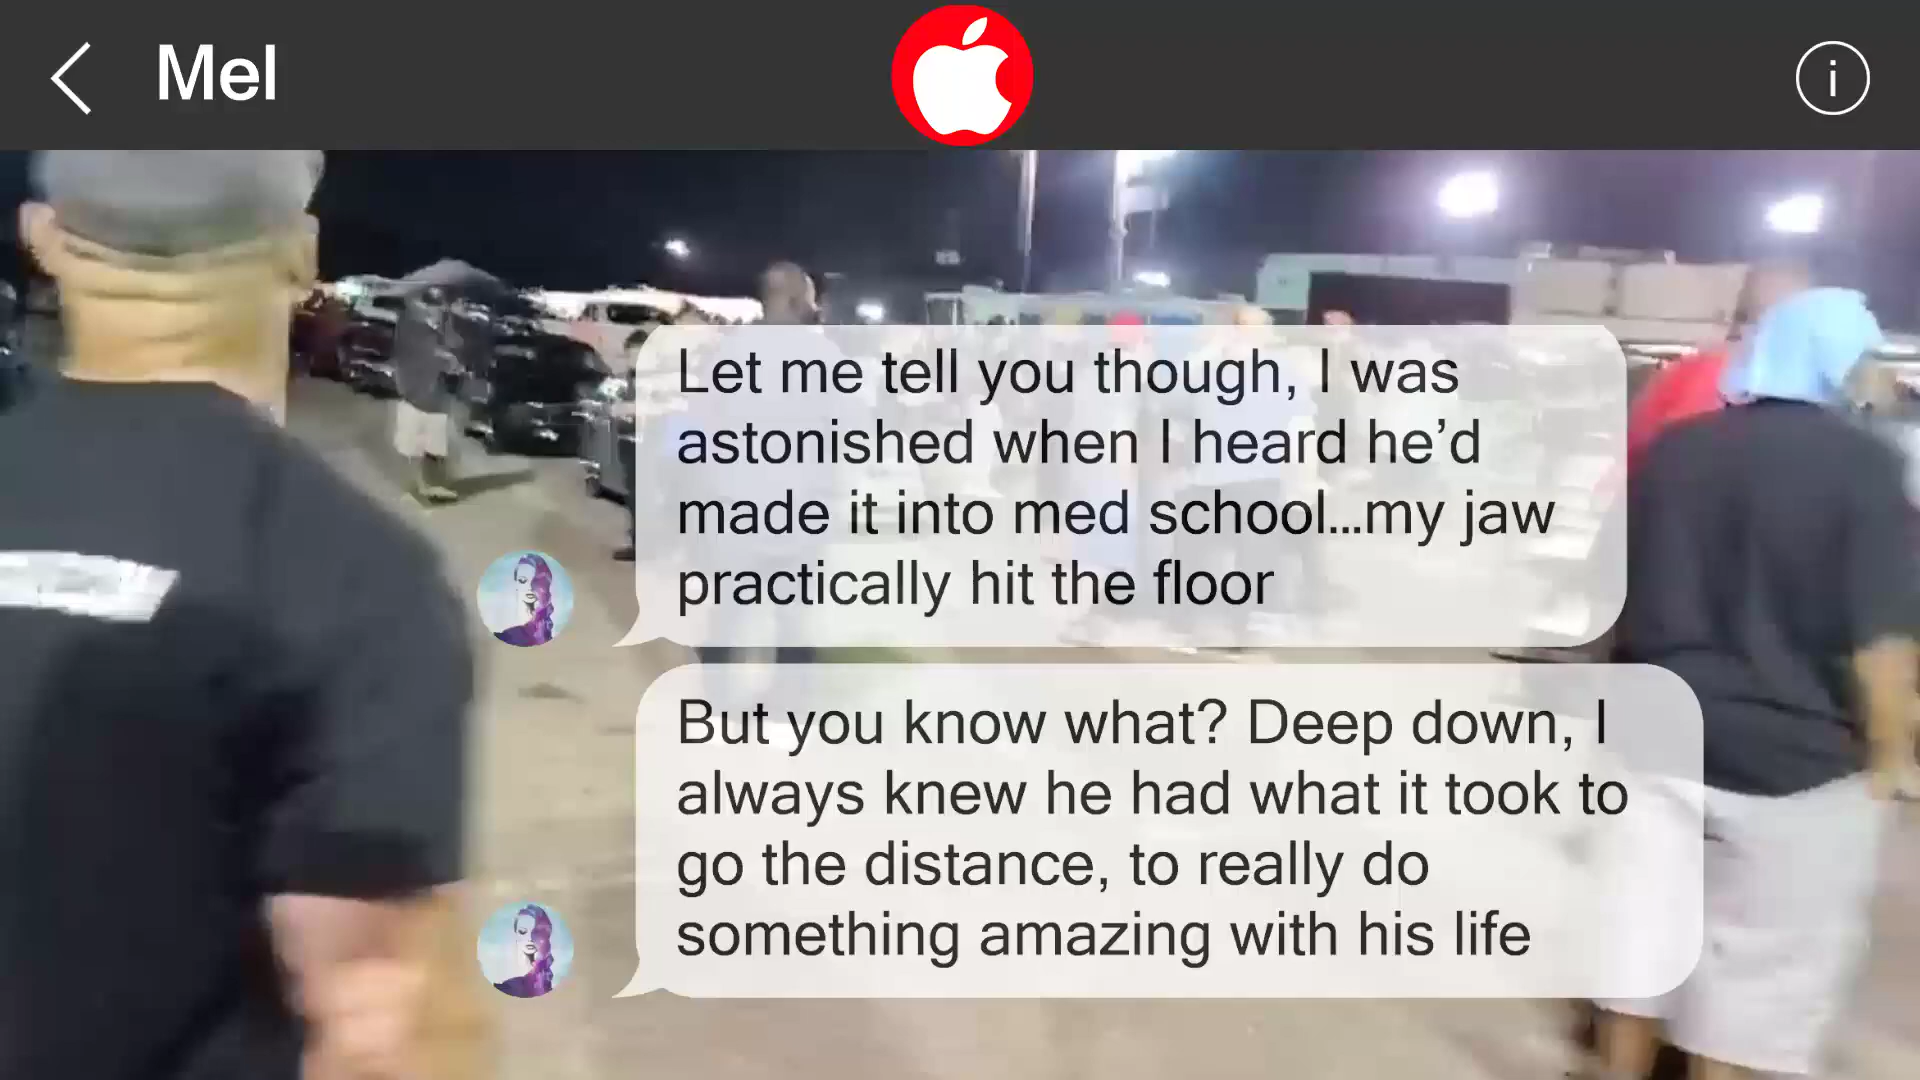 Mel
Let me tell you though, I was
astonished when I heard he’d
made it into med school...my jaw
practically hit the floor
But you know what? Deep down, I
always knew he had what it took to
go the distance, to really do
something amazing with his life